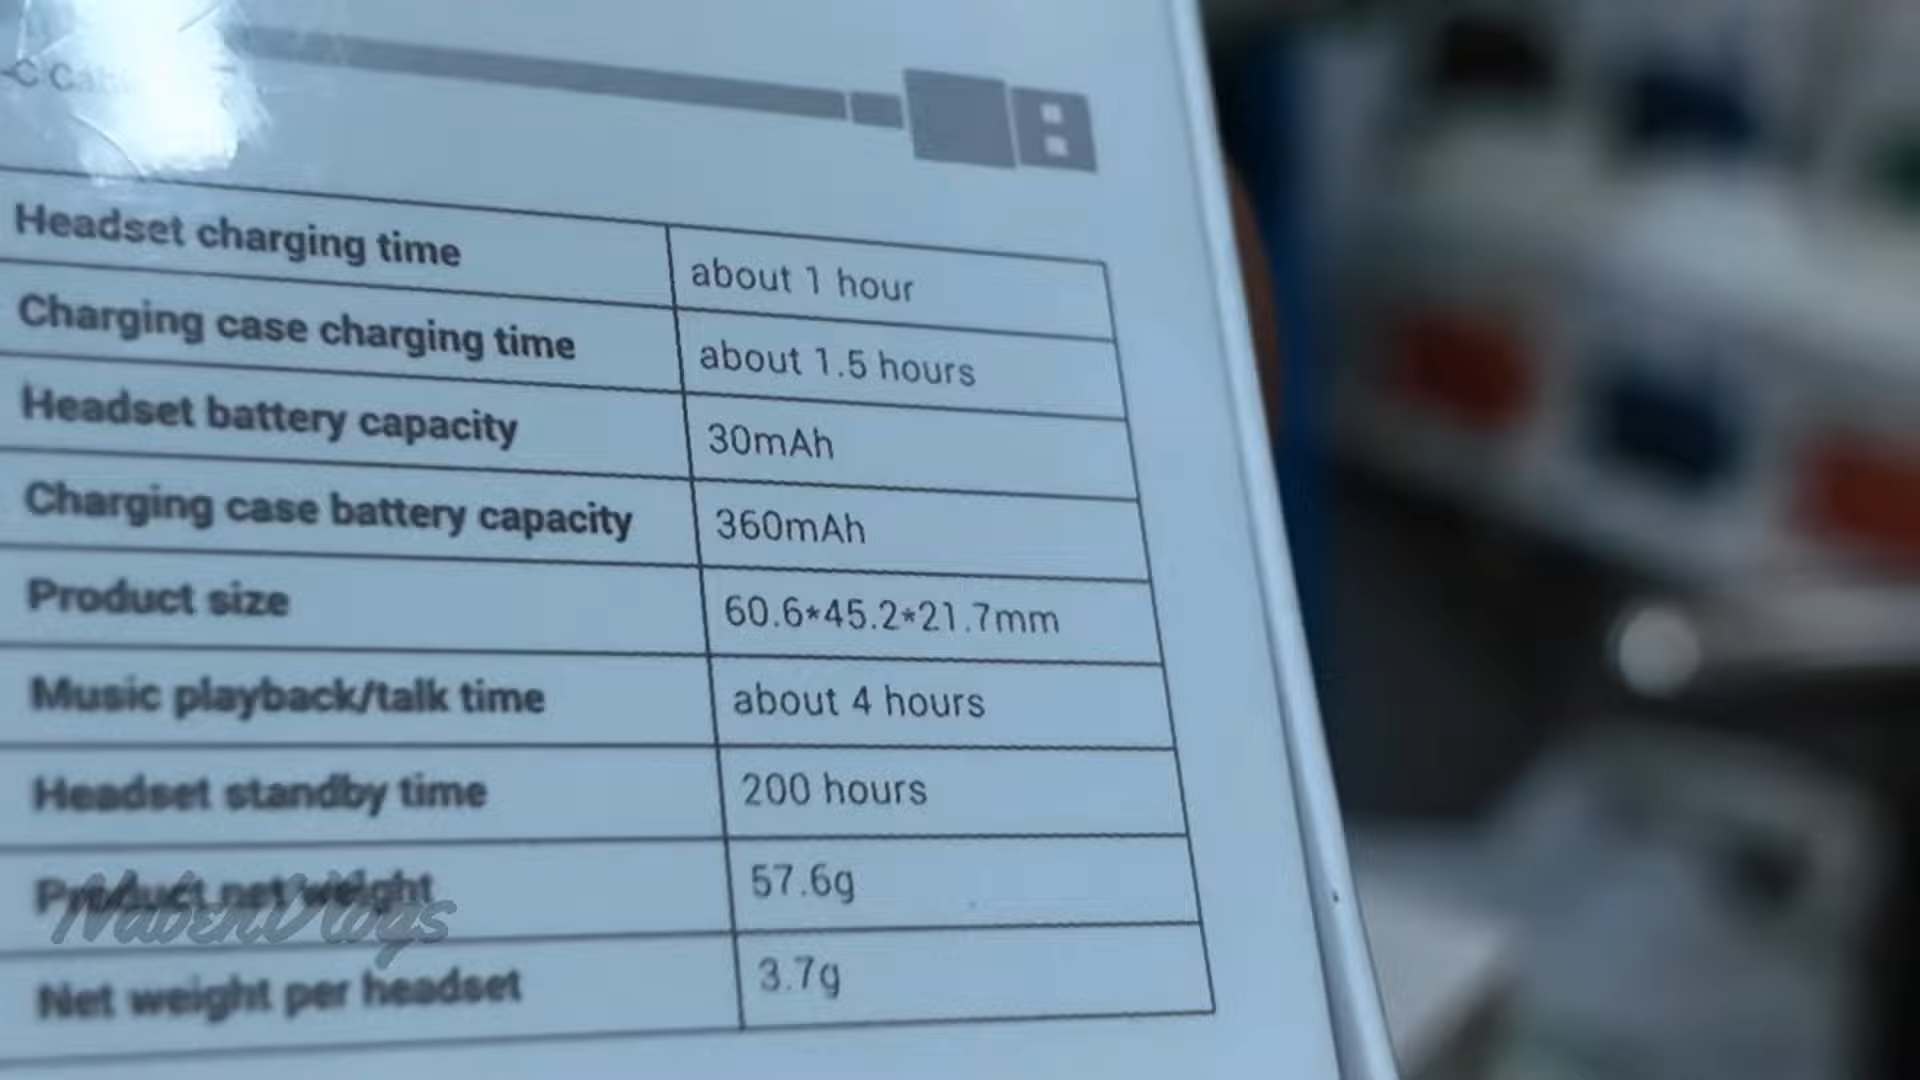 -C Cable
Headset charging time about 1 hour
Charging case charging time about 1.5 hours
Headset battery capacity 30mAh
Charging case battery capacity 360mAh
Product size 60.6*45.2*21.7mm
Music playback/talk time about 4 hours
Headset standby time 200 hours
Product net weight 57.6g
NabenVlogs
Net weight per headset 3.7g